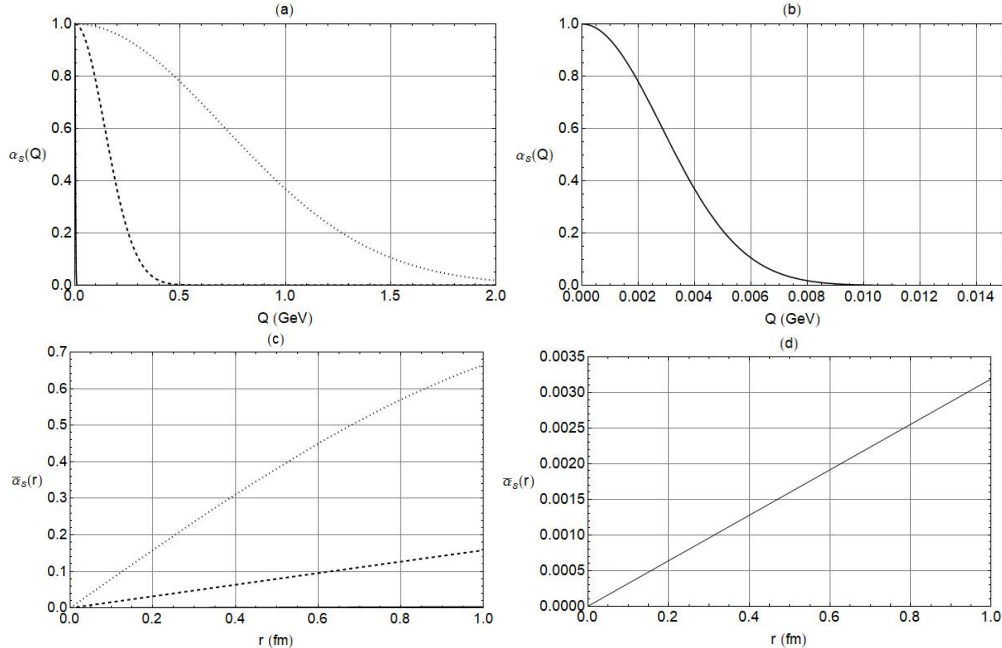 (a)
1.0
0.8
0.6
0.4
0.2
0.0
αs(Q)
0.0 0.5 1.0 1.5 2.0
Q (GeV)
(b)
1.0
0.8
0.6
0.4
0.2
0.0
αs(Q)
0.000 0.002 0.004 0.006 0.008 0.010 0.012 0.014
Q (GeV)
(c)
0.7
0.6
0.5
0.4
0.3
0.2
0.1
0.0
ᾱs(r)
0.0 0.2 0.4 0.6 0.8 1.0
r (fm)
(d)
0.0035
0.0030
0.0025
0.0020
0.0015
0.0010
0.0005
0.0000
ᾱs(r)
0.0 0.2 0.4 0.6 0.8 1.0
r (fm)